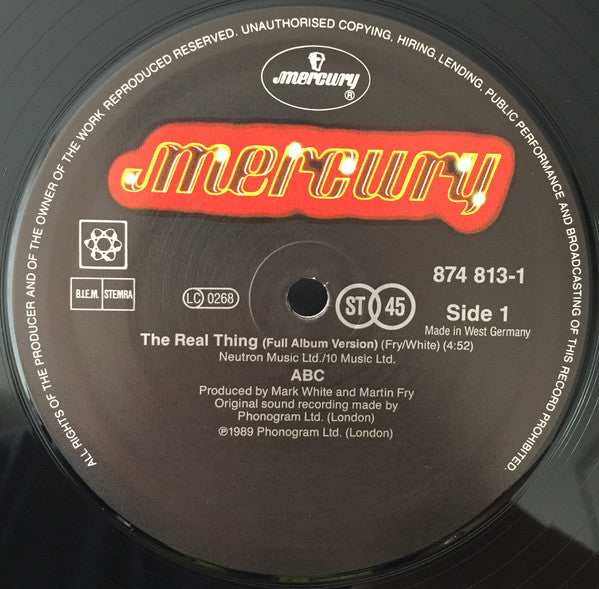 ALL RIGHTS OF THE PRODUCER AND OF THE OWNER OF THE WORK REPRODUCED RESERVED. UNAUTHORISED COPYING, HIRING, LENDING, PUBLIC PERFORMANCE AND BROADCASTING OF THIS RECORD PROHIBITED.
mercury
®
mercury
874 813-1
B.I.E.M. STEMRA
LC 0268
ST 45
Side 1
Made in West Germany
The Real Thing (Full Album Version) (Fry/White) (4:52)
Neutron Music Ltd./10 Music Ltd.
ABC
Produced by Mark White and Martin Fry
Original sound recording made by
Phonogram Ltd. (London)
℗1989 Phonogram Ltd. (London)